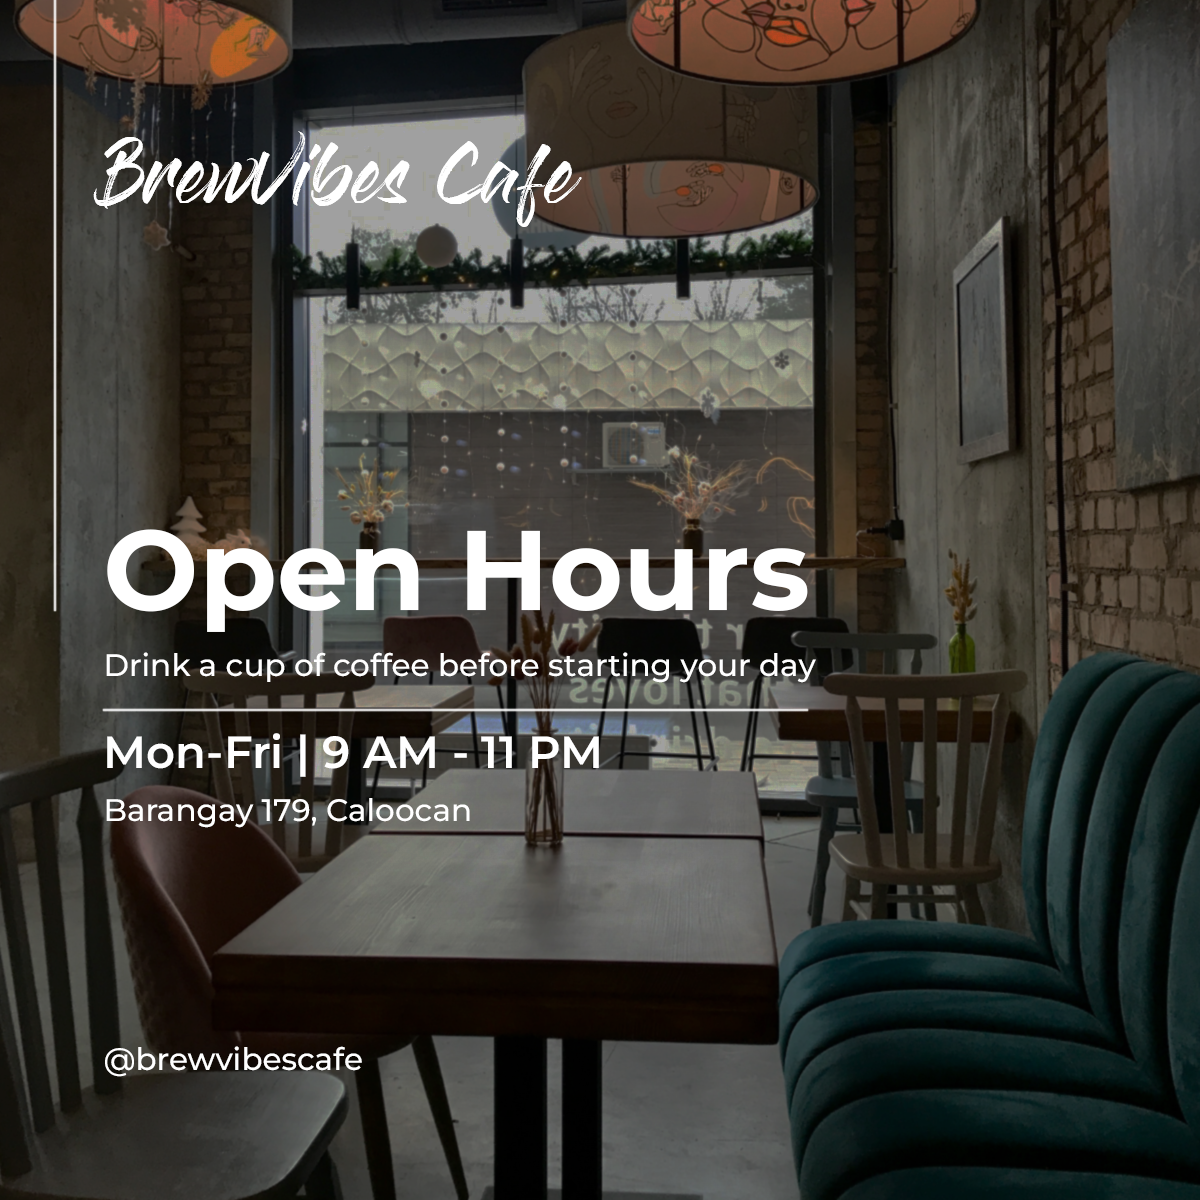 BrewVibes Cafe
Open Hours
Drink a cup of coffee before starting your day
Mon-Fri | 9 AM - 11 PM
Barangay 179, Caloocan
@brewvibescafe